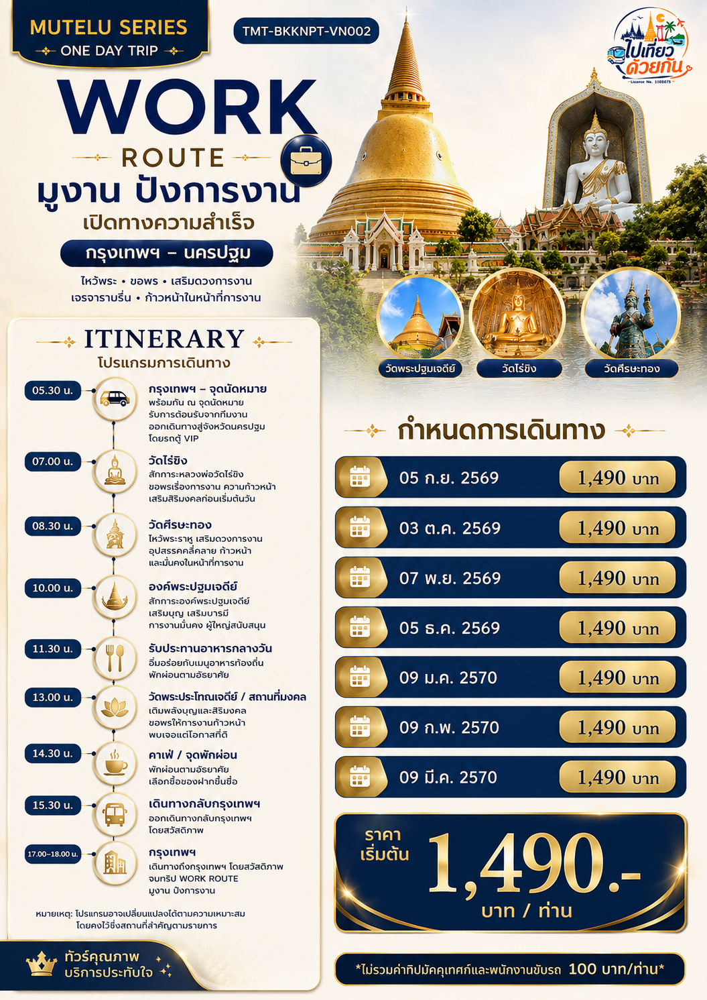 MUTELU SERIES
ONE DAY TRIP
TMT-BKKNPT-VN002
ไปเที่ยว
ด้วยกัน
License No. 1105675
WORK
ROUTE
มูงาน ปังการงาน
เปิดทางความสำเร็จ
กรุงเทพฯ – นครปฐม
ไหว้พระ • ขอพร • เสริมดวงการงาน
เจรจาราบรื่น • ก้าวหน้าในหน้าที่การงาน
วัดพระปฐมเจดีย์
วัดไร่ขิง
วัดศีรษะทอง
ITINERARY
โปรแกรมการเดินทาง
05.30 น.
กรุงเทพฯ – จุดนัดหมาย
พร้อมกัน ณ จุดนัดหมาย
รับการต้อนรับจากทีมงาน
ออกเดินทางสู่จังหวัดนครปฐม
โดยรถตู้ VIP
07.00 น.
วัดไร่ขิง
สักการะหลวงพ่อวัดไร่ขิง
ขอพรเรื่องการงาน ความก้าวหน้า
เสริมสิริมงคลก่อนเริ่มต้นวัน
08.30 น.
วัดศีรษะทอง
ไหว้พระราหู เสริมดวงการงาน
อุปสรรคคลี่คลาย ก้าวหน้า
และมั่นคงในหน้าที่การงาน
10.00 น.
องค์พระปฐมเจดีย์
สักการะองค์พระปฐมเจดีย์
เสริมบุญ เสริมบารมี
การงานมั่นคง ผู้ใหญ่สนับสนุน
11.30 น.
รับประทานอาหารกลางวัน
อิ่มอร่อยกับเมนูอาหารท้องถิ่น
พักผ่อนตามอัธยาศัย
13.00 น.
วัดพระประโทณเจดีย์ / สถานที่มงคล
เติมพลังบุญและสิริมงคล
ขอพรให้การงานก้าวหน้า
พบเจอแต่โอกาสที่ดี
14.30 น.
คาเฟ่ / จุดพักผ่อน
พักผ่อนตามอัธยาศัย
เลือกซื้อของฝากขึ้นชื่อ
15.30 น.
เดินทางกลับกรุงเทพฯ
ออกเดินทางกลับกรุงเทพฯ
โดยสวัสดิภาพ
17.00–18.00 น.
กรุงเทพฯ
เดินทางถึงกรุงเทพฯ โดยสวัสดิภาพ
จบทริป WORK ROUTE
มูงาน ปังการงาน
หมายเหตุ: โปรแกรมอาจเปลี่ยนแปลงได้ตามความเหมาะสม
โดยคงไว้ซึ่งสถานที่สำคัญตามรายการ
ทัวร์คุณภาพ
บริการประทับใจ
กำหนดการเดินทาง
05 ก.ย. 2569 1,490 บาท
03 ต.ค. 2569 1,490 บาท
07 พ.ย. 2569 1,490 บาท
05 ธ.ค. 2569 1,490 บาท
09 ม.ค. 2570 1,490 บาท
09 ก.พ. 2570 1,490 บาท
09 มี.ค. 2570 1,490 บาท
ราคา
เริ่มต้น
1,490.-
บาท / ท่าน
*ไม่รวมค่าทิปมัคคุเทศก์และพนักงานขับรถ 100 บาท/ท่าน*